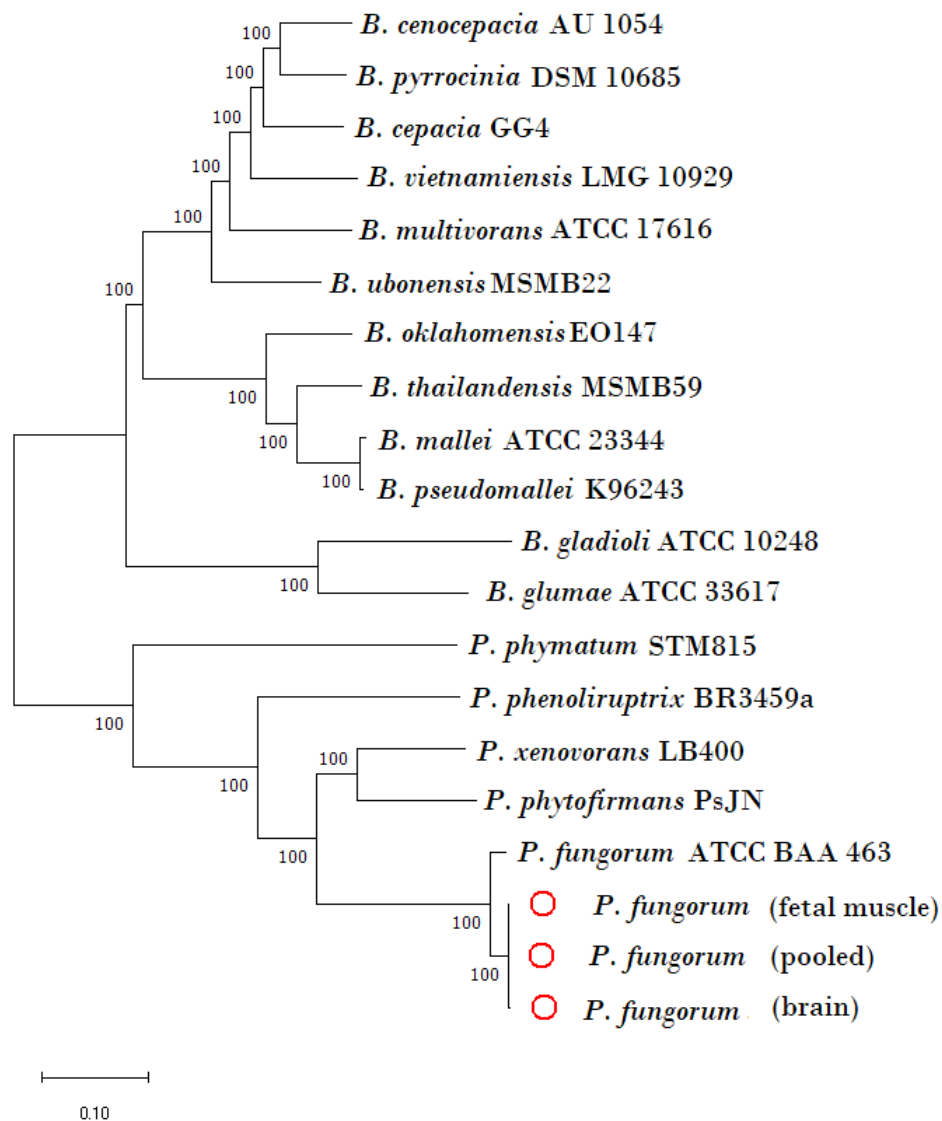 100 B. cenocepacia AU 1054
100 B. pyrrocinia DSM 10685
100 B. cepacia GG4
100 B. vietnamiensis LMG 10929
100 B. multivorans ATCC 17616
100 B. ubonensis MSMB22
B. oklahomensis EO147
100 B. thailandensis MSMB59
100 B. mallei ATCC 23344
100 B. pseudomallei K96243
B. gladioli ATCC 10248
100 B. glumae ATCC 33617
P. phymatum STM815
100 P. phenoliruptrix BR3459a
100 P. xenovorans LB400
100 P. phytofirmans PsJN
100 P. fungorum ATCC BAA 463
100 P. fungorum (fetal muscle)
100 P. fungorum (pooled)
P. fungorum (brain)
0.10